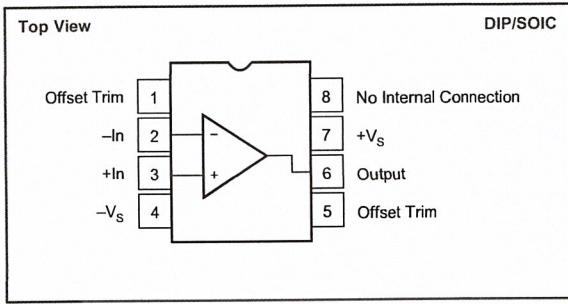 Top View DIP/SOIC
Offset Trim 1 8 No Internal Connection
–In 2 – 7 +VS
+In 3 + 6 Output
–VS 4 5 Offset Trim